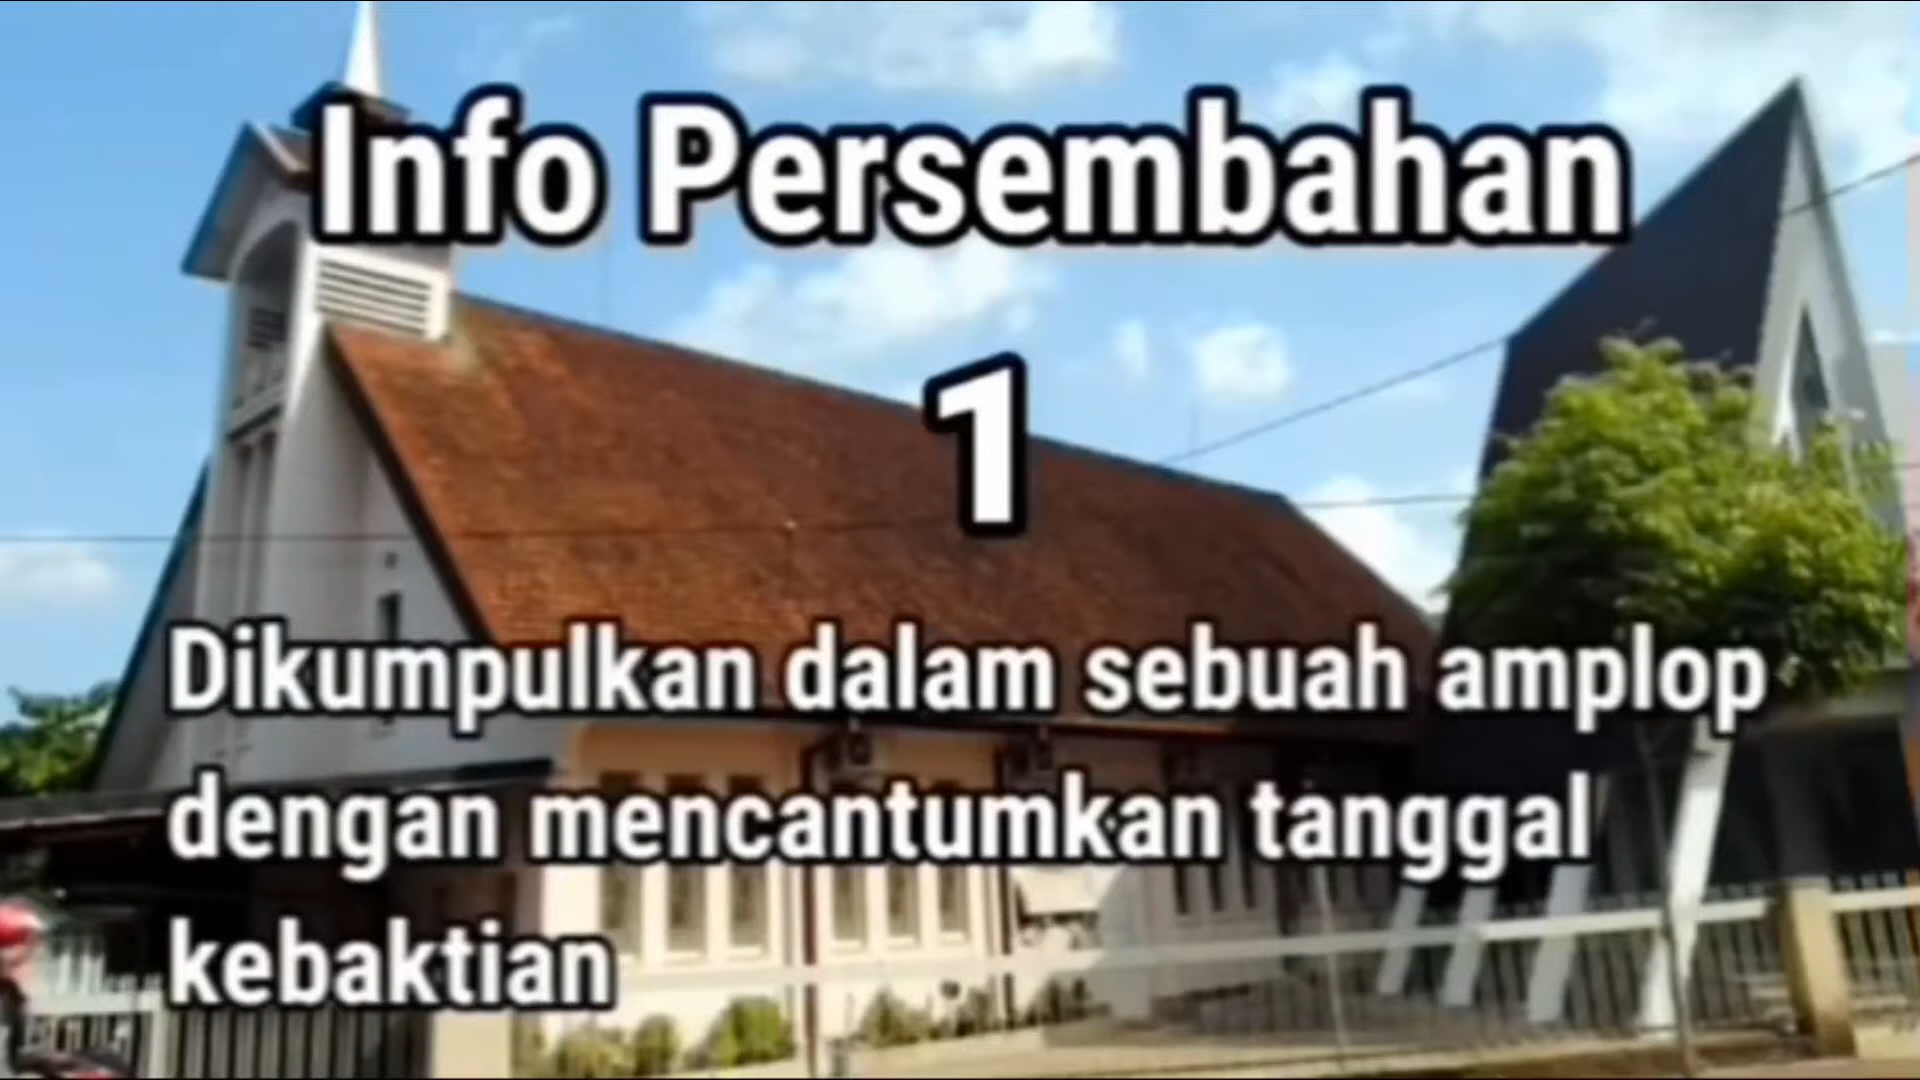 Info Persembahan
1
Dikumpulkan dalam sebuah amplop
dengan mencantumkan tanggal
kebaktian